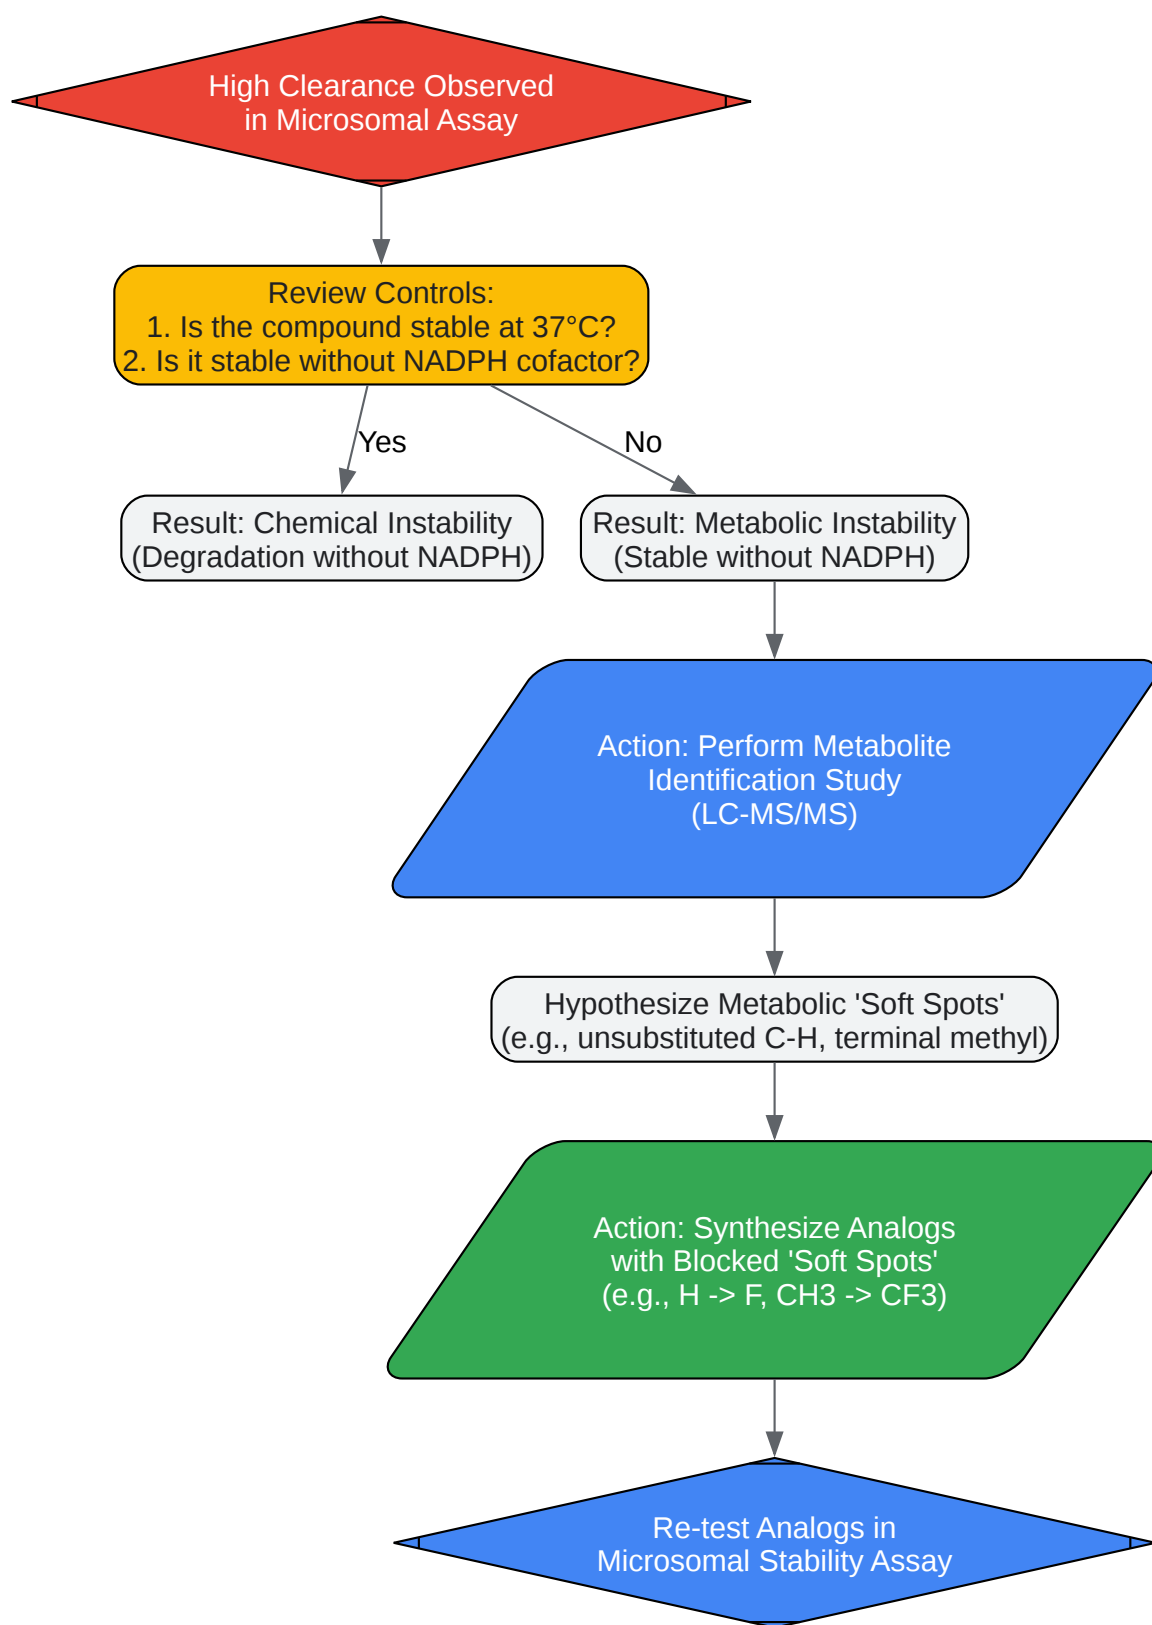 High Clearance Observed
in Microsomal Assay
Review Controls:
1. Is the compound stable at 37°C?
2. Is it stable without NADPH cofactor?
Yes
No
Result: Chemical Instability
(Degradation without NADPH)
Result: Metabolic Instability
(Stable without NADPH)
Action: Perform Metabolite
Identification Study
(LC-MS/MS)
Hypothesize Metabolic 'Soft Spots'
(e.g., unsubstituted C-H, terminal methyl)
Action: Synthesize Analogs
with Blocked 'Soft Spots'
(e.g., H -> F, CH3 -> CF3)
Re-test Analogs in
Microsomal Stability Assay